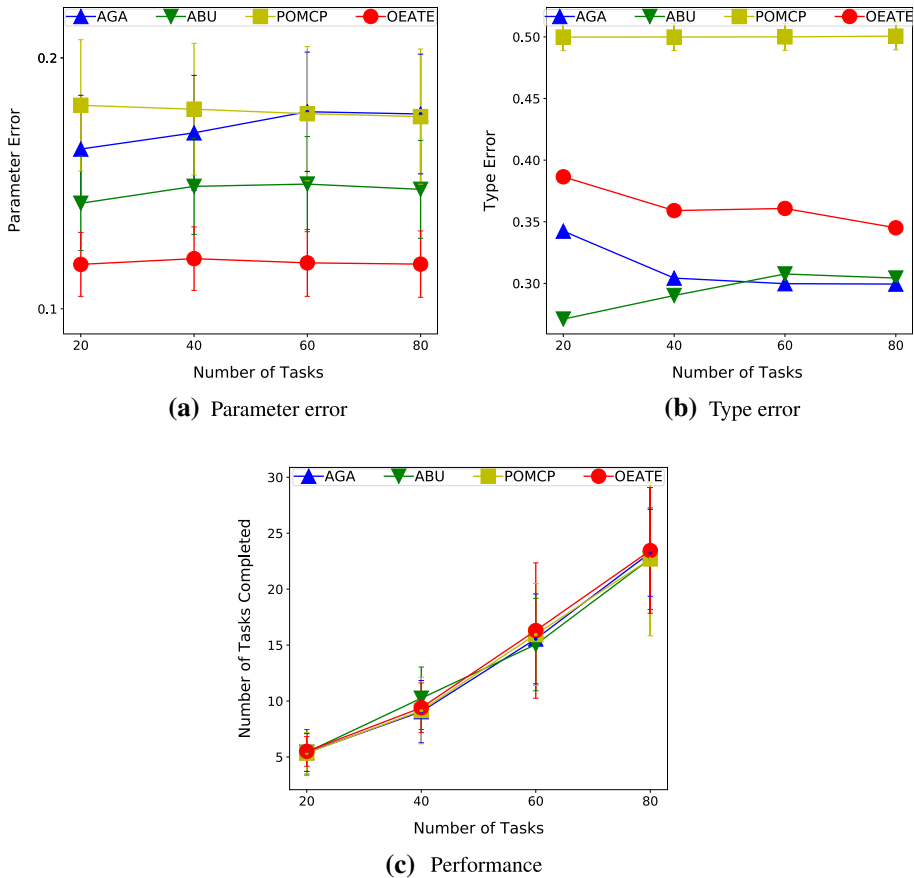 AGA ABU POMCP OEATE
0.2
0.1
Parameter Error
20 40 60 80
Number of Tasks
(a) Parameter error
AGA ABU POMCP OEATE
0.50
0.45
0.40
0.35
0.30
Type Error
20 40 60 80
Number of Tasks
(b) Type error
AGA ABU POMCP OEATE
30
25
20
15
10
5
Number of Tasks Completed
20 40 60 80
Number of Tasks
(c) Performance